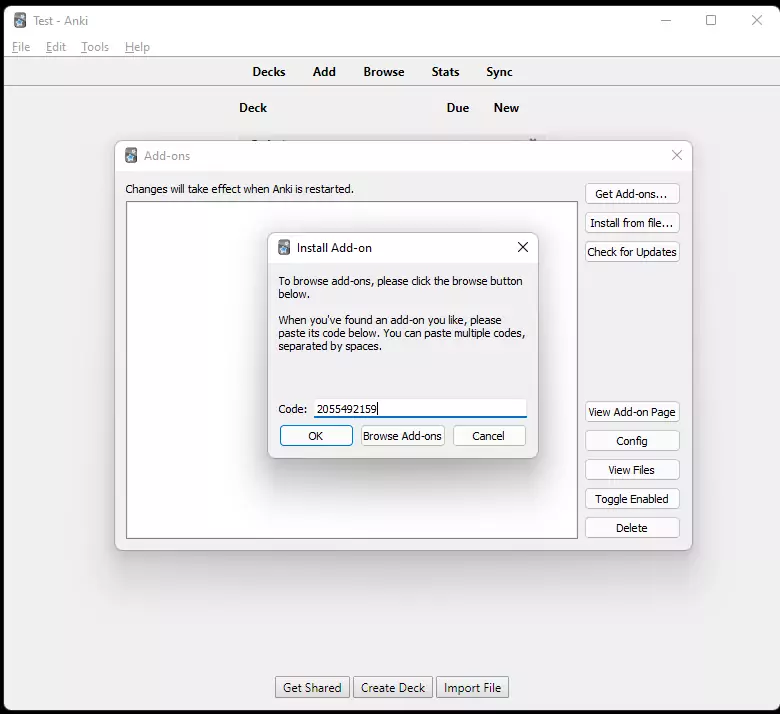 Test - Anki
File Edit Tools Help
Decks Add Browse Stats Sync
Deck Due New
Add-ons
Changes will take effect when Anki is restarted.
Get Add-ons...
Install from file...
Check for Updates
Install Add-on
To browse add-ons, please click the browse button
below.
When you've found an add-on you like, please
paste its code below. You can paste multiple codes,
separated by spaces.
Code: 2055492159
OK Browse Add-ons Cancel
View Add-on Page
Config
View Files
Toggle Enabled
Delete
Get Shared Create Deck Import File